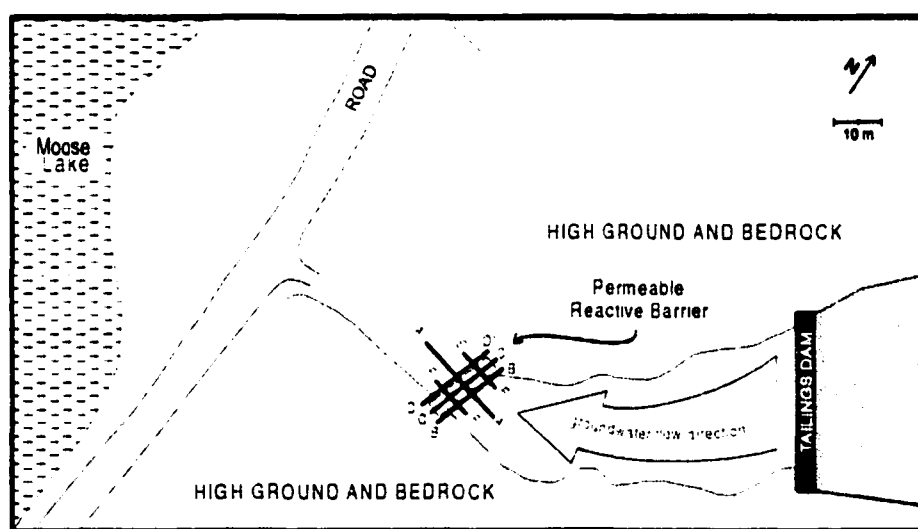 N
10 m
ROAD
Moose
Lake
HIGH GROUND AND BEDROCK
Permeable
Reactive Barrier
TAILINGS DAM
groundwater flow direction
B
B
HIGH GROUND AND BEDROCK